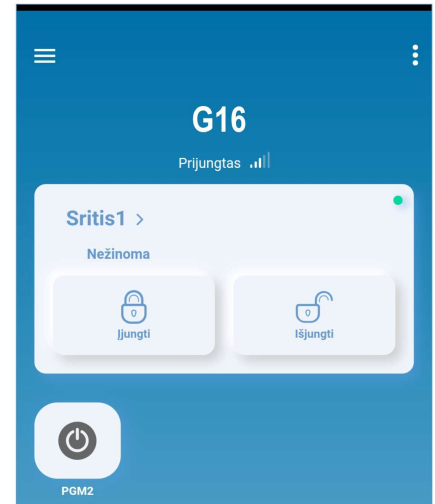 G16
Prijungtas
Sritis1 >
Nežinoma
Įjungti
Išjungti
PGM2